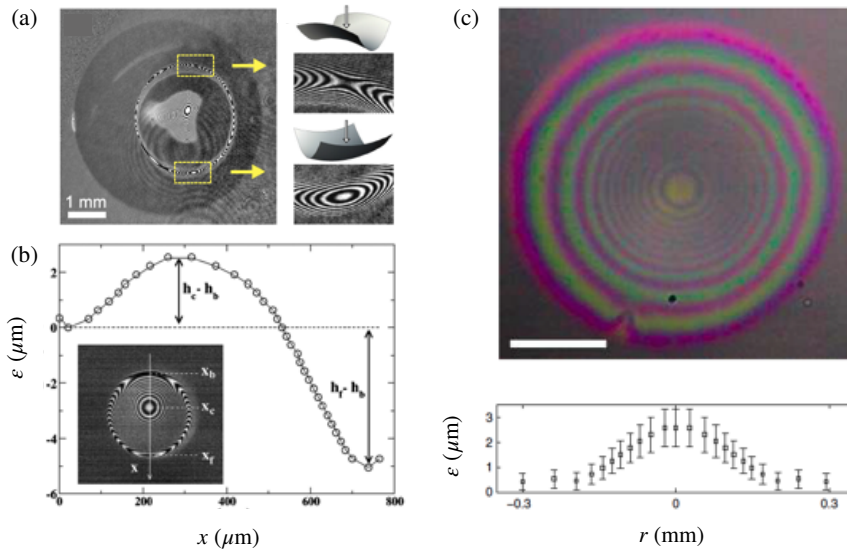 (a)
1 mm
(b)
2
0
-2
-4
-6
ε (μm)
h_c - h_b
h_f - h_b
x_b
x_c
x_f
x
0
200
400
600
800
x (μm)
(c)
3
2
1
0
ε (μm)
−0.3
0
0.3
r (mm)